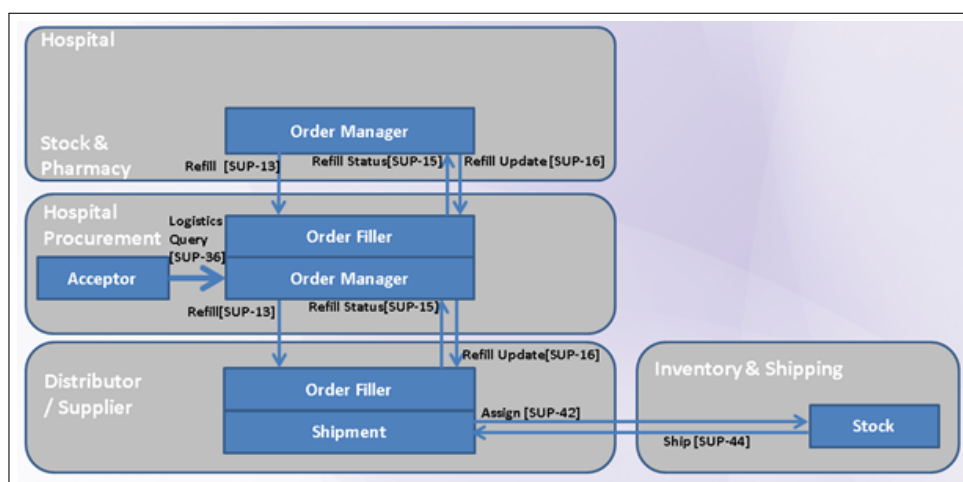 Hospital
Order Manager
Stock &
Pharmacy
Refill [SUP-13]
Refill Status[SUP-15]
Refill Update[SUP-16]
Hospital
Procurement
Logistics
Query
[SUP-36]
Order Filler
Acceptor
Order Manager
Refill[SUP-13]
Refill Status[SUP-15]
Refill Update[SUP-16]
Distributor
/ Supplier
Order Filler
Shipment
Inventory & Shipping
Assign [SUP-42]
Stock
Ship [SUP-44]